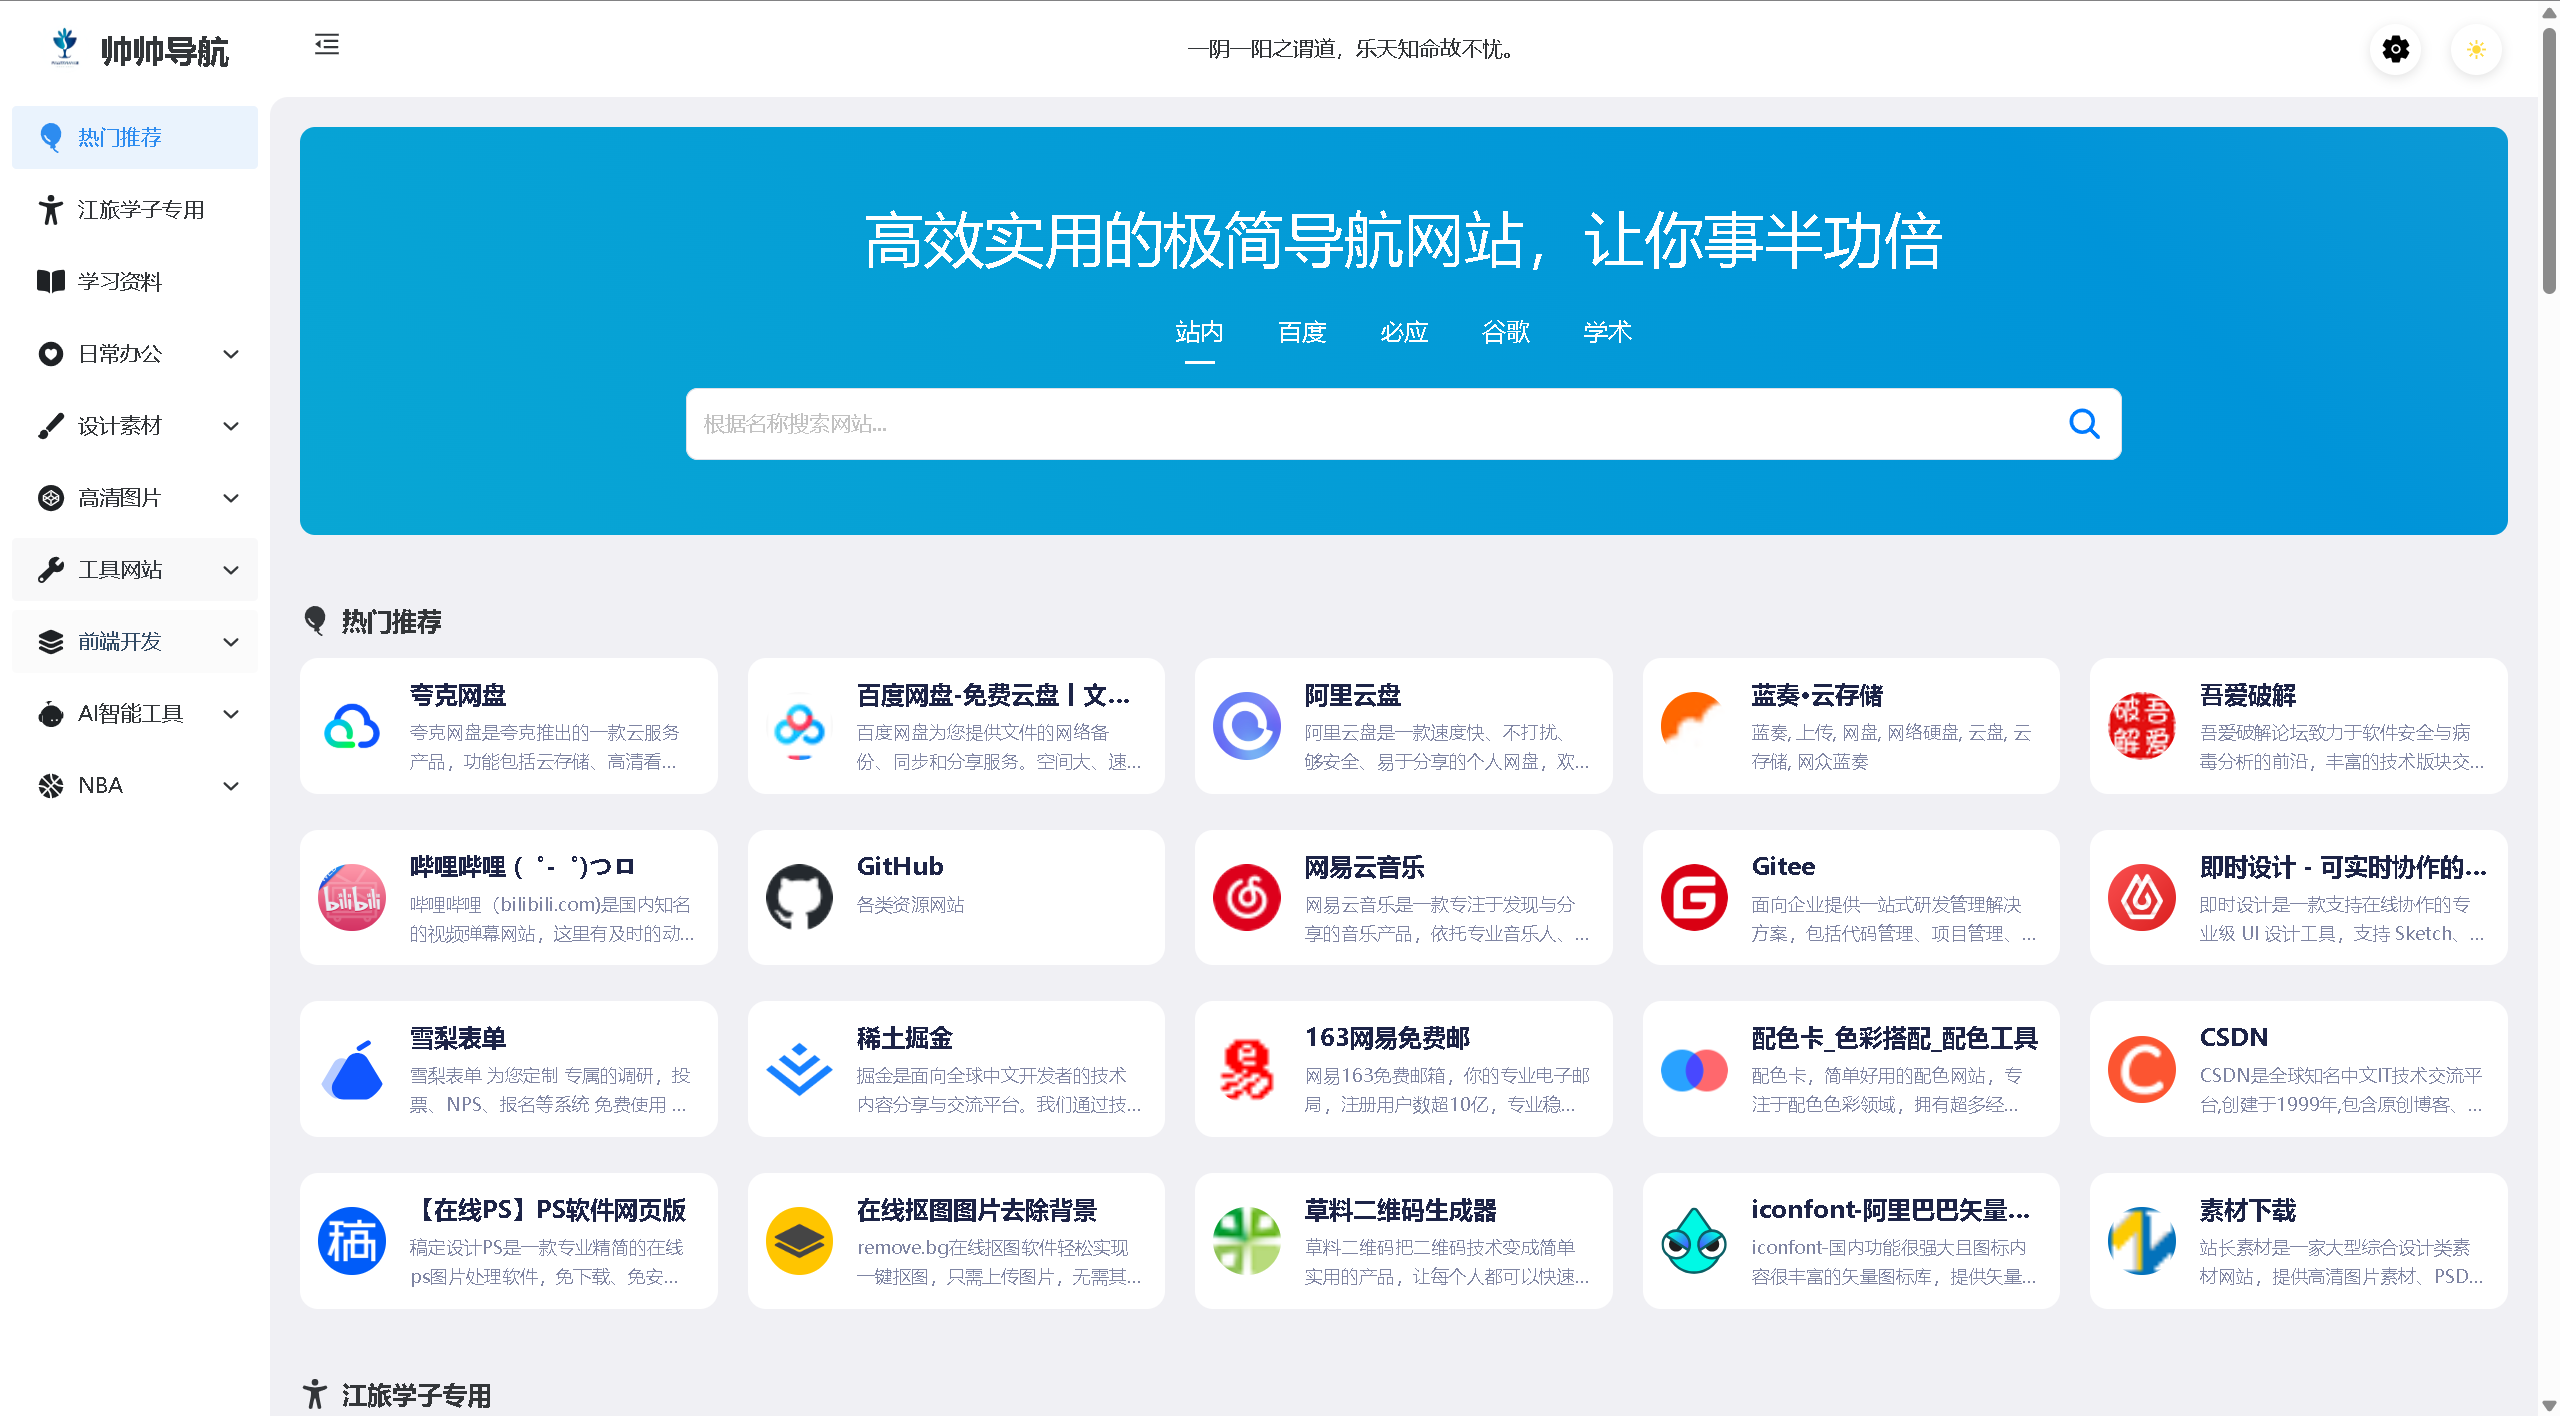 帅帅导航
一阴一阳之谓道，乐天知命故不忧。
热门推荐
江旅学子专用
学习资料
日常办公
设计素材
高清图片
工具网站
前端开发
AI智能工具
NBA
高效实用的极简导航网站，让你事半功倍
站内 百度 必应 谷歌 学术
根据名称搜索网站...
热门推荐
夸克网盘
夸克网盘是夸克推出的一款云服务
产品，功能包括云存储、高清看...
百度网盘-免费云盘丨文...
百度网盘为您提供文件的网络备
份、同步和分享服务。空间大、速...
阿里云盘
阿里云盘是一款速度快、不打扰、
够安全、易于分享的个人网盘，欢...
蓝奏·云存储
蓝奏, 上传, 网盘, 网络硬盘, 云盘, 云
存储, 网众蓝奏
破吾
解爱
吾爱破解
吾爱破解论坛致力于软件安全与病
毒分析的前沿，丰富的技术版块交...
bilibili
哔哩哔哩 ( ゜- ゜)つロ
哔哩哔哩（bilibili.com)是国内知名
的视频弹幕网站，这里有及时的动...
GitHub
各类资源网站
网易云音乐
网易云音乐是一款专注于发现与分
享的音乐产品，依托专业音乐人、...
Gitee
面向企业提供一站式研发管理解决
方案，包括代码管理、项目管理、...
即时设计 - 可实时协作的...
即时设计是一款支持在线协作的专
业级 UI 设计工具，支持 Sketch、...
雪梨表单
雪梨表单 为您定制 专属的调研，投
票、NPS、报名等系统 免费使用 ...
稀土掘金
掘金是面向全球中文开发者的技术
内容分享与交流平台。我们通过技...
163网易免费邮
网易163免费邮箱，你的专业电子邮
局，注册用户数超10亿，专业稳...
配色卡_色彩搭配_配色工具
配色卡，简单好用的配色网站，专
注于配色色彩领域，拥有超多经...
CSDN
CSDN是全球知名中文IT技术交流平
台,创建于1999年,包含原创博客、...
稿
【在线PS】PS软件网页版
稿定设计PS是一款专业精简的在线
ps图片处理软件，免下载、免安...
在线抠图图片去除背景
remove.bg在线抠图软件轻松实现
一键抠图，只需上传图片，无需其...
草料二维码生成器
草料二维码把二维码技术变成简单
实用的产品，让每个人都可以快速...
iconfont-阿里巴巴矢量...
iconfont-国内功能很强大且图标内
容很丰富的矢量图标库，提供矢量...
素材下载
站长素材是一家大型综合设计类素
材网站，提供高清图片素材、PSD...
江旅学子专用